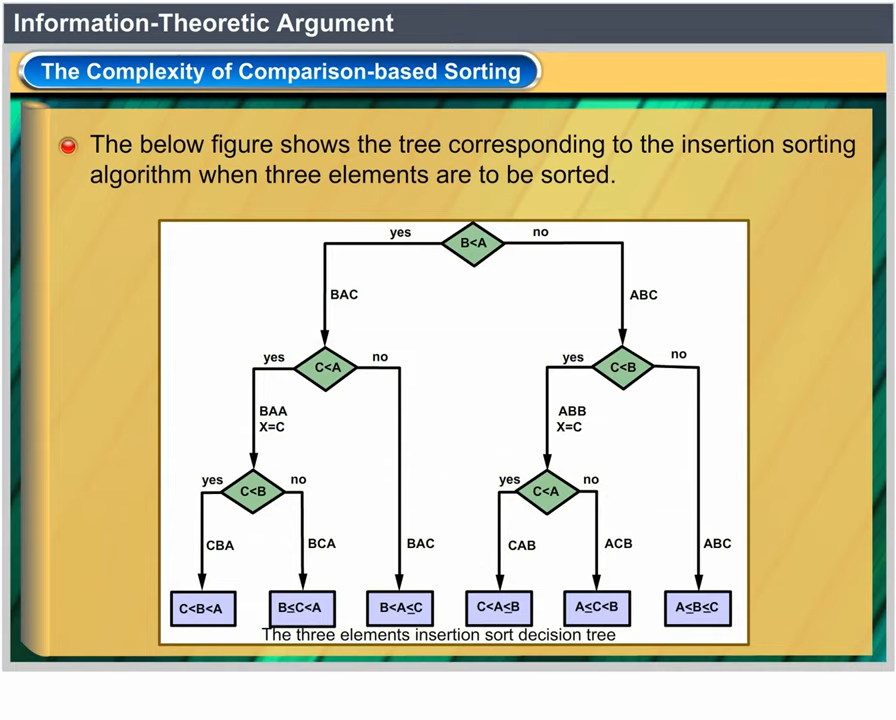 Information-Theoretic Argument
The Complexity of Comparison-based Sorting
The below figure shows the tree corresponding to the insertion sorting
algorithm when three elements are to be sorted.
yes B<A no
BAC ABC
yes C<A no yes C<B no
BAA ABB
X=C X=C
yes C<B no yes C<A no
CBA BCA BAC CAB ACB ABC
C<B<A B≤C<A B<A≤C C<A≤B A≤C<B A≤B≤C
The three elements insertion sort decision tree